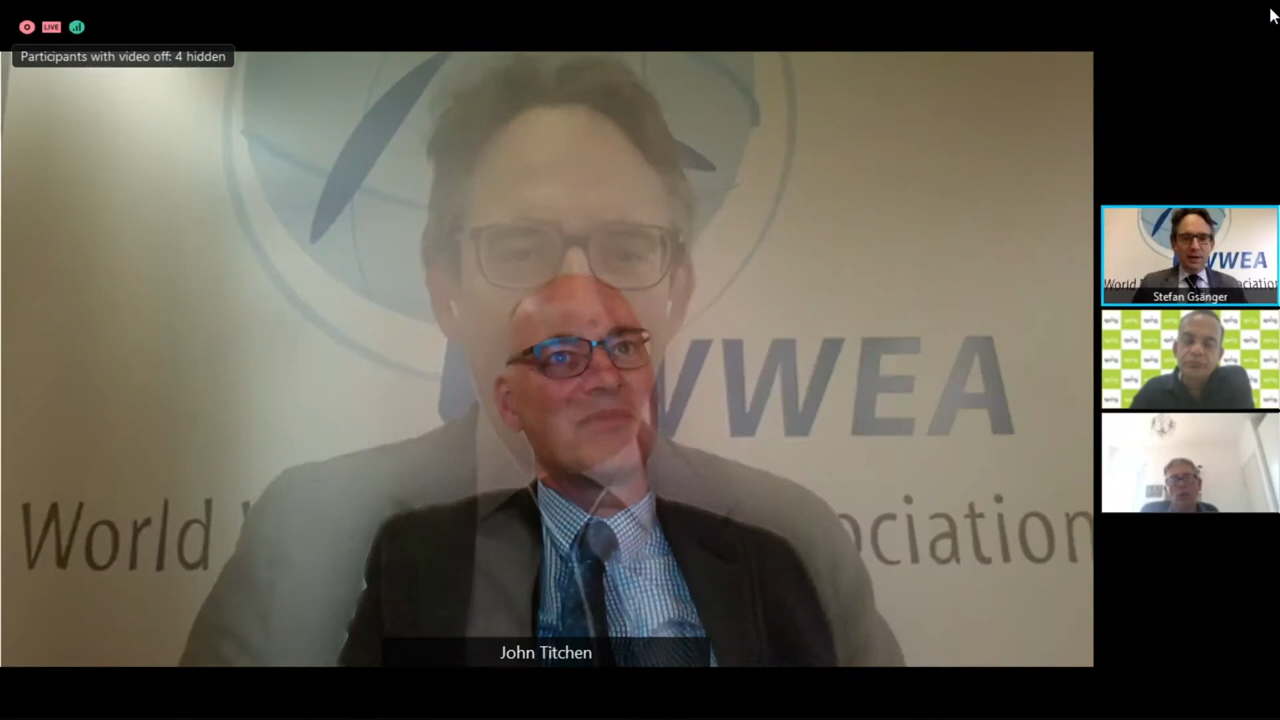 LIVE
Participants with video off: 4 hidden
WWEA
World ociation
John Titchen
WWEA
World ociation
Stefan Gsänger